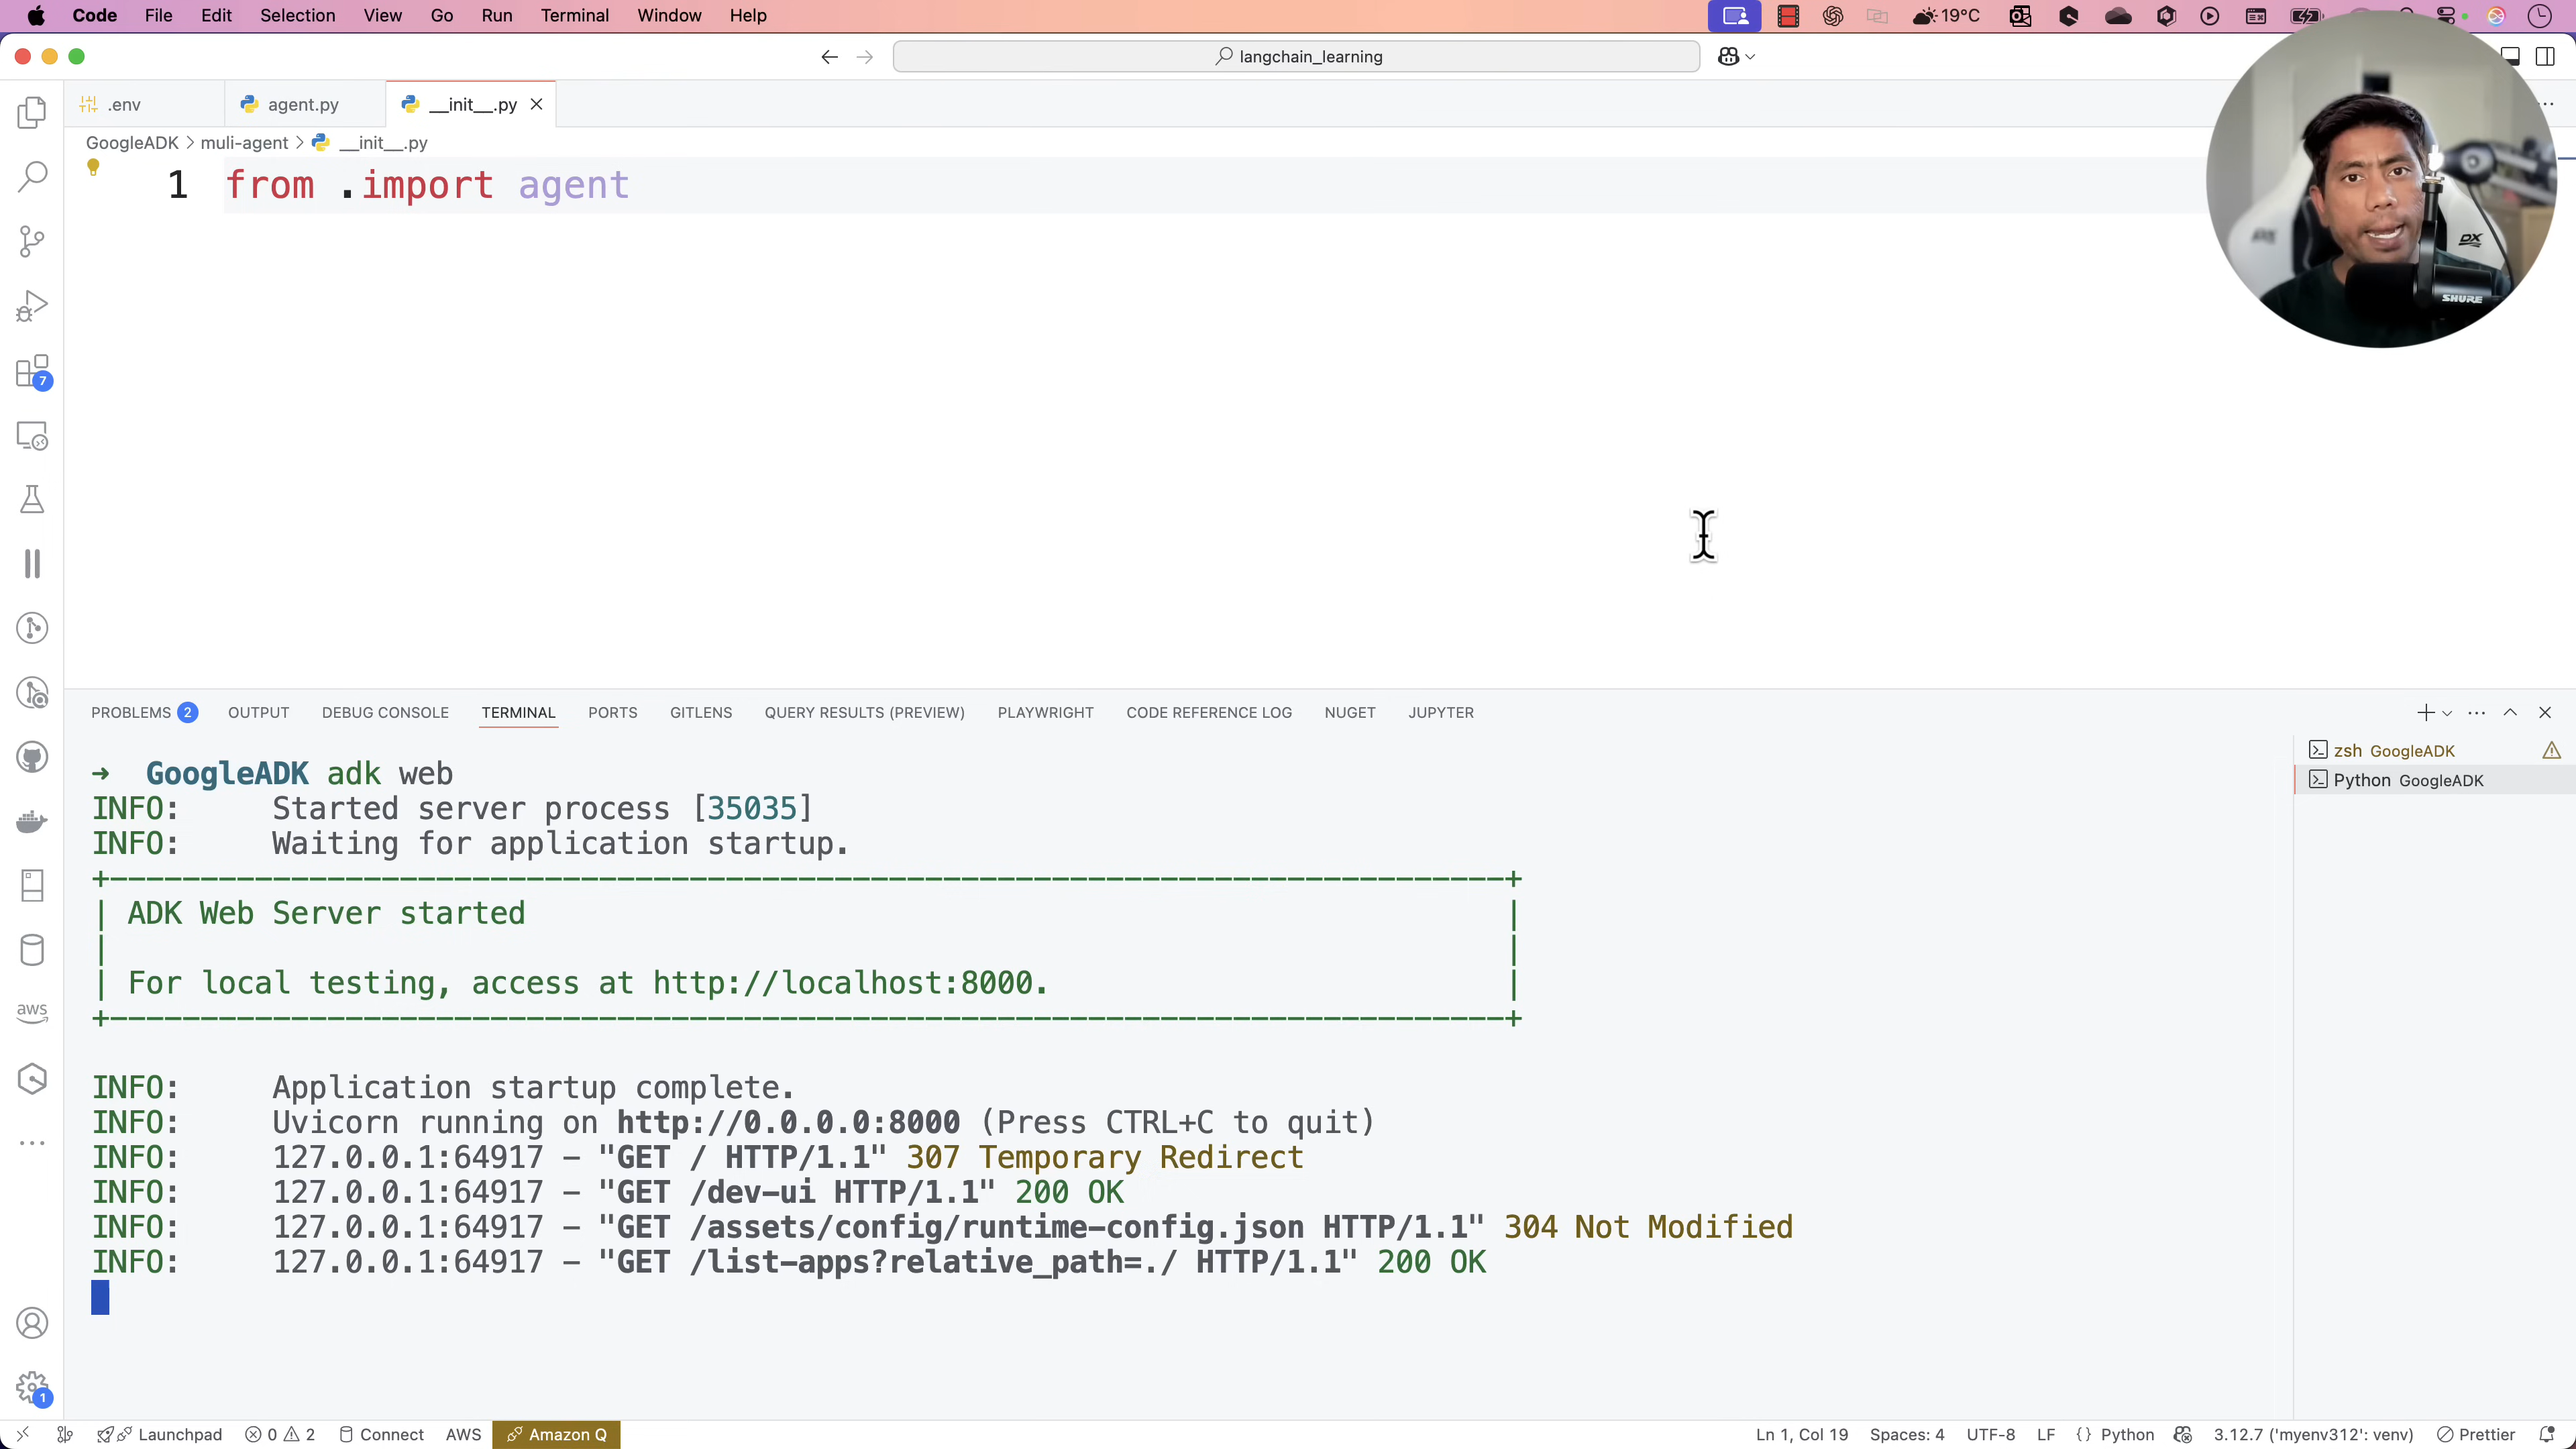 Code File Edit Selection View Go Run Terminal Window Help
19°C
langchain_learning
.env agent.py __init__.py
GoogleADK > muli-agent > __init__.py
1 from .import agent
DX
SHURE
7
PROBLEMS 2 OUTPUT DEBUG CONSOLE TERMINAL PORTS GITLENS QUERY RESULTS (PREVIEW) PLAYWRIGHT CODE REFERENCE LOG NUGET JUPYTER
zsh GoogleADK
Python GoogleADK
➜ GoogleADK adk web
INFO: Started server process [35035]
INFO: Waiting for application startup.
+-----------------------------------------------------------------------------+
| ADK Web Server started |
| |
| For local testing, access at http://localhost:8000. |
+-----------------------------------------------------------------------------+
INFO: Application startup complete.
INFO: Uvicorn running on http://0.0.0.0:8000 (Press CTRL+C to quit)
INFO: 127.0.0.1:64917 - "GET / HTTP/1.1" 307 Temporary Redirect
INFO: 127.0.0.1:64917 - "GET /dev-ui HTTP/1.1" 200 OK
INFO: 127.0.0.1:64917 - "GET /assets/config/runtime-config.json HTTP/1.1" 304 Not Modified
INFO: 127.0.0.1:64917 - "GET /list-apps?relative_path=./ HTTP/1.1" 200 OK
aws
1
Launchpad 0 2 Connect AWS Amazon Q Ln 1, Col 19 Spaces: 4 UTF-8 LF {} Python 3.12.7 ('myenv312': venv) Prettier